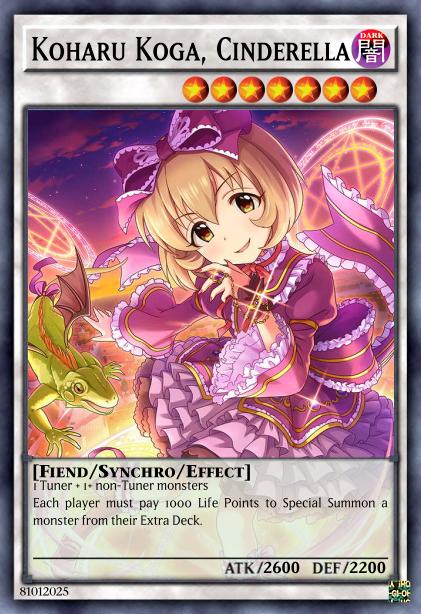 KOHARU KOGA, CINDERELLA
DARK
闇
[FIEND/SYNCHRO/EFFECT]
1 Tuner + 1+ non-Tuner monsters
Each player must pay 1000 Life Points to Special Summon a
monster from their Extra Deck.
ATK/2600 DEF/2200
81012025